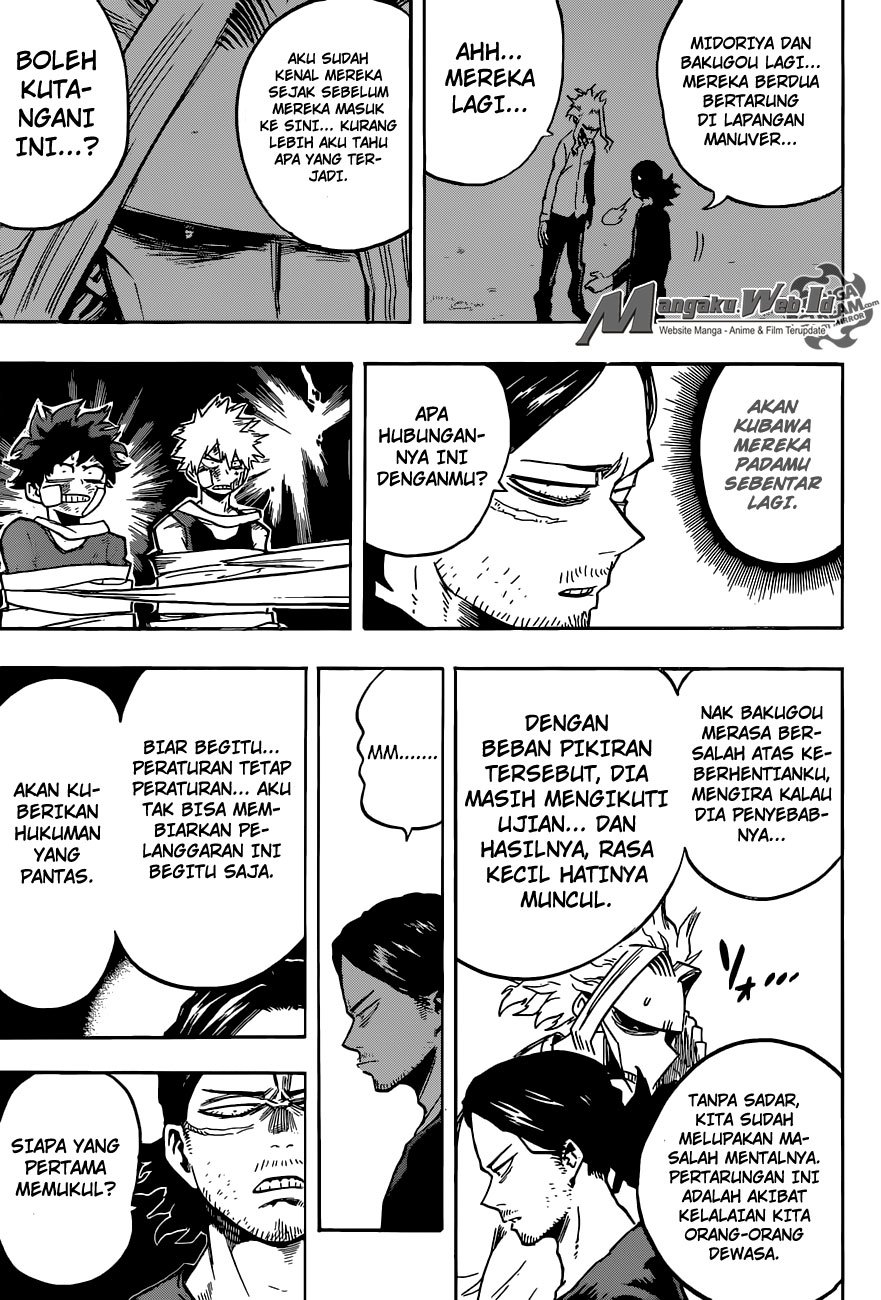 MIDORIYA DAN
BAKUGOU LAGI...
MEREKA BERDUA
BERTARUNG
DI LAPANGAN
MANUVER...
AHH...
MEREKA
LAGI...
AKU SUDAH
KENAL MEREKA
SEJAK SEBELUM
MEREKA MASUK
KE SINI... KURANG
LEBIH AKU TAHU
APA YANG TER-
JADI.
BOLEH
KUTA-
NGANI
INI...?
Mangaku.Web.Id
Website Manga - Anime & Film Terupdate
AKAN
KUBAWA
MEREKA
PADAMU
SEBENTAR
LAGI.
APA
HUBUNGAN-
NYA INI
DENGANMU?
NAK BAKUGOU
MERASA BER-
SALAH ATAS KE-
BERHENTIANKU,
MENGIRA KALAU
DIA PENYEBAB-
NYA...
DENGAN
BEBAN PIKIRAN
TERSEBUT, DIA
MASIH MENGIKUTI
UJIAN... DAN
HASILNYA, RASA
KECIL HATINYA
MUNCUL.
TANPA SADAR,
KITA SUDAH
MELUPAKAN MA-
SALAH MENTALNYA.
PERTARUNGAN INI
ADALAH AKIBAT
KELALAIAN KITA
ORANG-ORANG
DEWASA.
MM.......
BIAR BEGITU...
PERATURAN TETAP
PERATURAN... AKU
TAK BISA MEM-
BIARKAN PE-
LANGGARAN INI
BEGITU SAJA.
AKAN KU-
BERIKAN
HUKUMAN
YANG
PANTAS.
SIAPA YANG
PERTAMA
MEMUKUL?